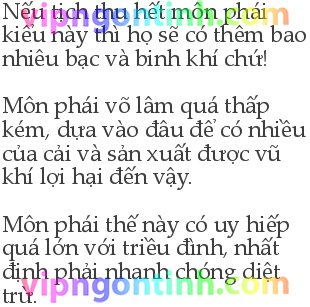 Nếu tịch thu hết môn phái
kiểu này thì họ sẽ có thêm bao
nhiêu bạc và binh khí chứ!
Môn phái võ lâm quá thấp
kém, dựa vào đâu để có nhiều
của cải và sản xuất được vũ
khí lợi hại đến vậy.
Môn phái thế này có uy hiếp
quá lớn với triều đình, nhất
định phải nhanh chóng diệt
trừ.
vipngontinh.com
vipngontinh.com